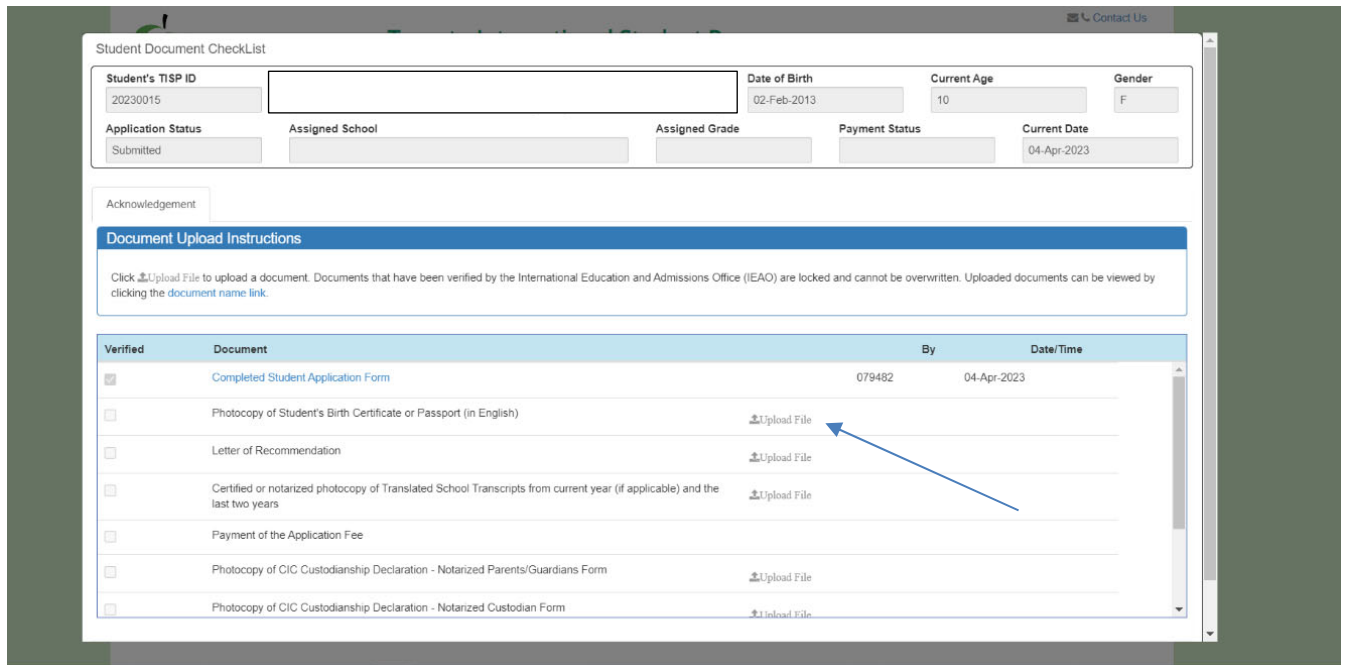 Contact Us
Student Document CheckList
Student's TISP ID Date of Birth Current Age Gender
20230015 02-Feb-2013 10 F
Application Status Assigned School Assigned Grade Payment Status Current Date
Submitted 04-Apr-2023
Acknowledgement
Document Upload Instructions
Click Upload File to upload a document. Documents that have been verified by the International Education and Admissions Office (IEAO) are locked and cannot be overwritten. Uploaded documents can be viewed by
clicking the document name link.
Verified Document By Date/Time
Completed Student Application Form 079482 04-Apr-2023
Photocopy of Student's Birth Certificate or Passport (in English) Upload File
Letter of Recommendation Upload File
Certified or notarized photocopy of Translated School Transcripts from current year (if applicable) and the
last two years Upload File
Payment of the Application Fee
Photocopy of CIC Custodianship Declaration - Notarized Parents/Guardians Form Upload File
Photocopy of CIC Custodianship Declaration - Notarized Custodian Form Upload File